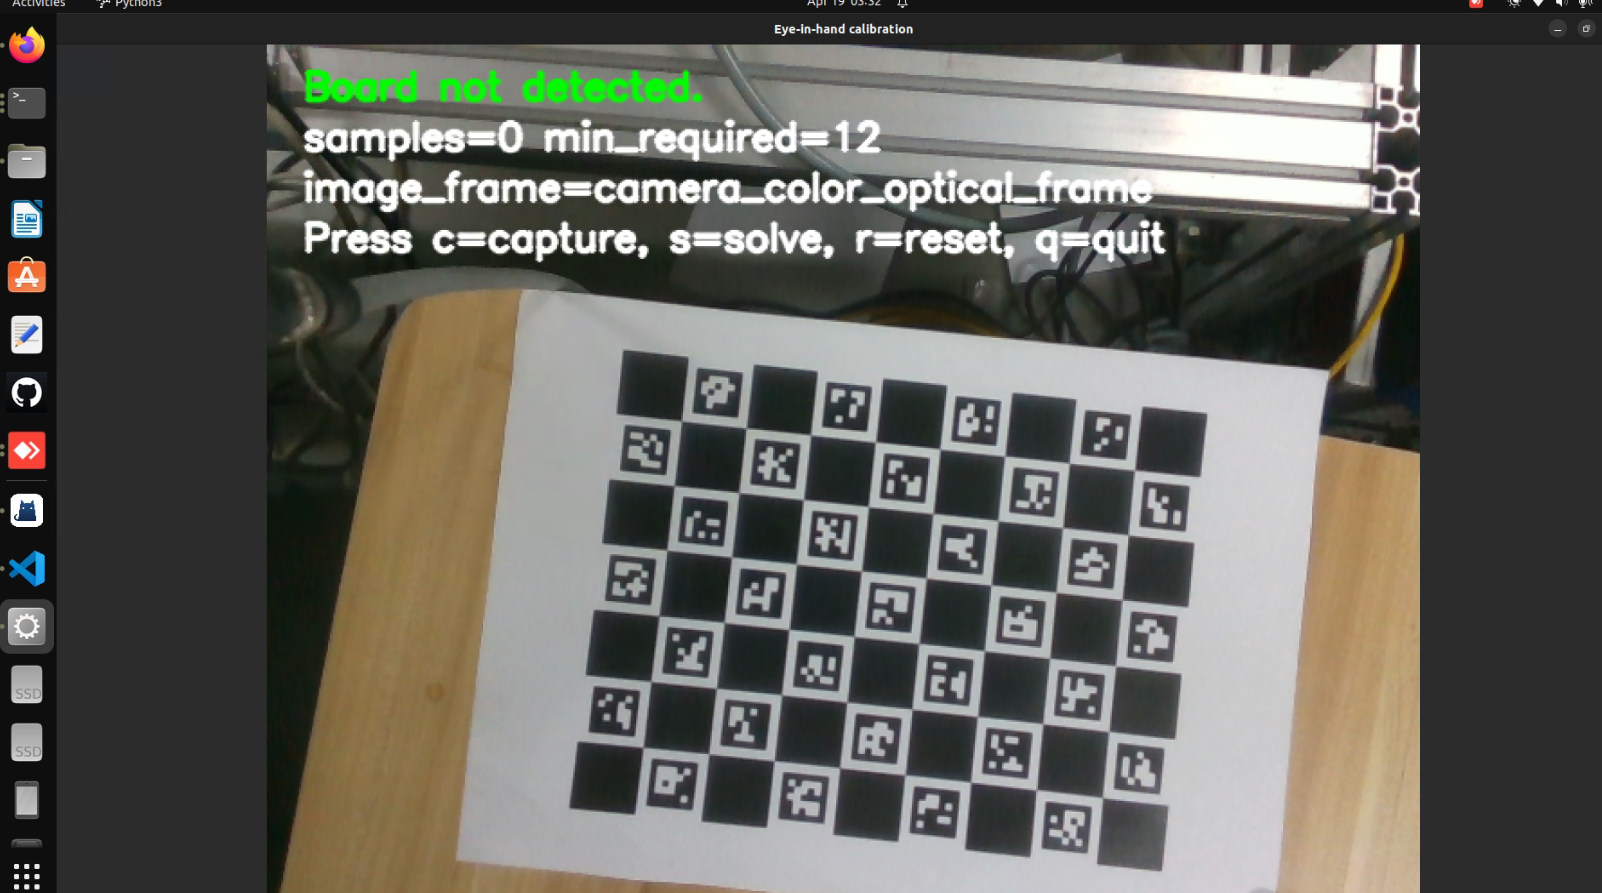 Activities
Python3
Apr 19 03:32
Eye-in-hand calibration
Board not detected.
samples=0 min_required=12
image_frame=camera_color_optical_frame
Press c=capture, s=solve, r=reset, q=quit
>_
SSD
SSD